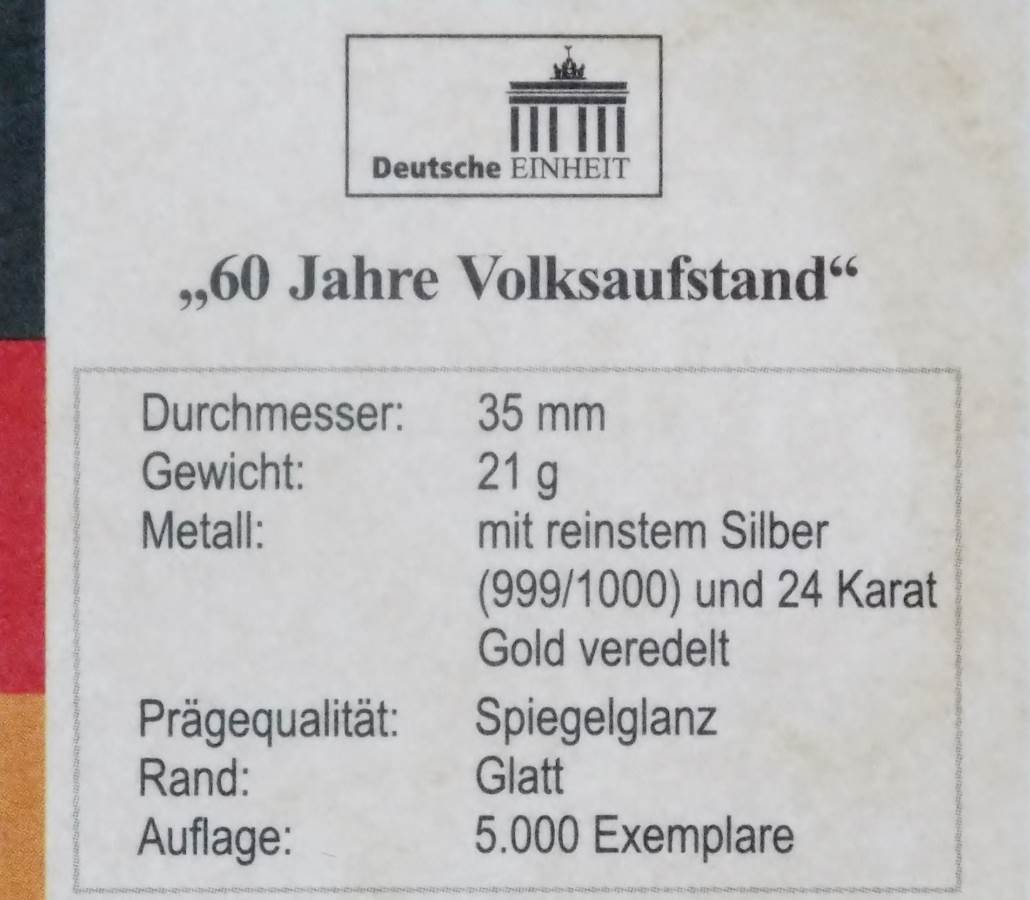 Deutsche EINHEIT
„60 Jahre Volksaufstand“
Durchmesser: 35 mm
Gewicht: 21 g
Metall: mit reinstem Silber
(999/1000) und 24 Karat
Gold veredelt
Prägequalität: Spiegelglanz
Rand: Glatt
Auflage: 5.000 Exemplare